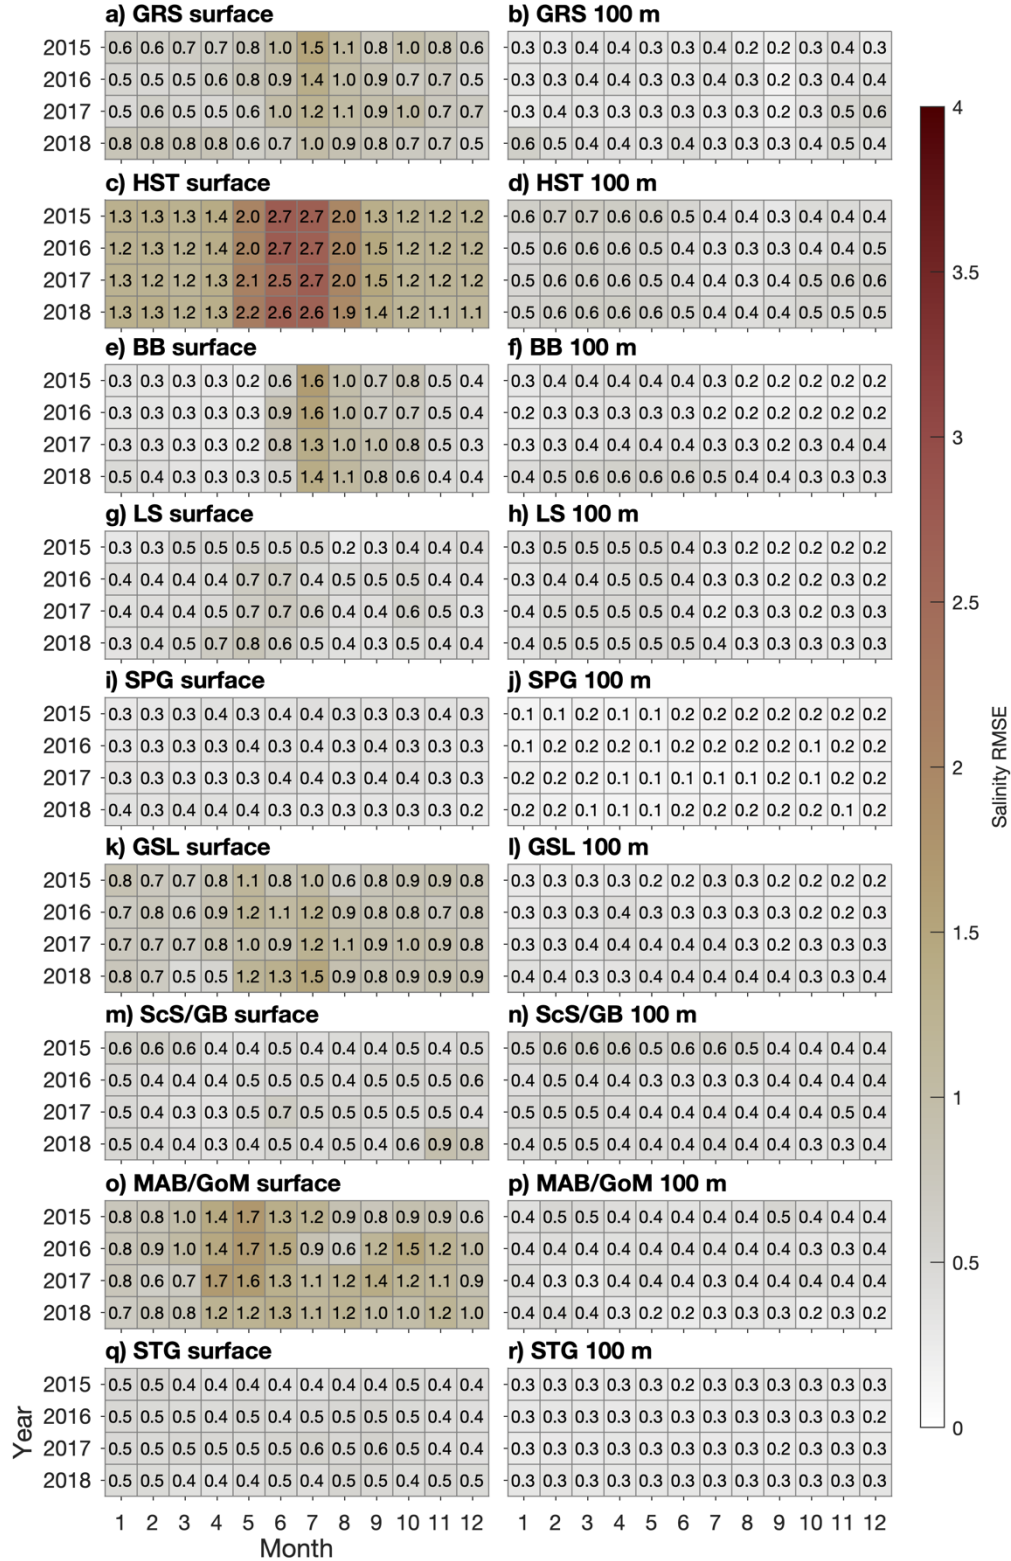 a) GRS surface
b) GRS 100 m
2015 0.6 0.6 0.7 0.7 0.8 1.0 1.5 1.1 0.8 1.0 0.8 0.6 0.3 0.3 0.4 0.4 0.3 0.3 0.4 0.2 0.2 0.3 0.4 0.3
2016 0.5 0.5 0.5 0.6 0.8 0.9 1.4 1.0 0.9 0.7 0.7 0.5 0.3 0.3 0.4 0.4 0.3 0.3 0.4 0.3 0.2 0.3 0.4 0.4
2017 0.5 0.6 0.5 0.5 0.6 1.0 1.2 1.1 0.9 1.0 0.7 0.7 0.3 0.4 0.3 0.3 0.3 0.3 0.3 0.3 0.2 0.3 0.5 0.6
2018 0.8 0.8 0.8 0.8 0.6 0.7 1.0 0.9 0.8 0.7 0.7 0.5 0.6 0.5 0.4 0.4 0.3 0.4 0.3 0.3 0.3 0.4 0.5 0.4
c) HST surface
d) HST 100 m
2015 1.3 1.3 1.3 1.4 2.0 2.7 2.7 2.0 1.3 1.2 1.2 1.2 0.6 0.7 0.7 0.6 0.6 0.5 0.4 0.4 0.3 0.4 0.4 0.4
2016 1.2 1.3 1.2 1.4 2.0 2.7 2.7 2.0 1.5 1.2 1.2 1.2 0.5 0.6 0.6 0.6 0.5 0.4 0.3 0.3 0.3 0.4 0.4 0.5
2017 1.3 1.2 1.2 1.3 2.1 2.5 2.7 2.0 1.5 1.2 1.2 1.2 0.5 0.6 0.6 0.6 0.5 0.4 0.4 0.3 0.4 0.5 0.6 0.6
2018 1.3 1.3 1.2 1.3 2.2 2.6 2.6 1.9 1.4 1.2 1.1 1.1 0.5 0.6 0.6 0.6 0.5 0.4 0.4 0.4 0.4 0.5 0.5 0.5
e) BB surface
f) BB 100 m
2015 0.3 0.3 0.3 0.3 0.2 0.6 1.6 1.0 0.7 0.8 0.5 0.4 0.3 0.4 0.4 0.4 0.4 0.4 0.3 0.2 0.2 0.2 0.2 0.2
2016 0.3 0.3 0.3 0.3 0.3 0.9 1.6 1.0 0.7 0.7 0.5 0.4 0.2 0.3 0.3 0.3 0.3 0.3 0.2 0.2 0.2 0.2 0.2 0.2
2017 0.3 0.3 0.3 0.3 0.2 0.8 1.3 1.0 1.0 0.8 0.5 0.3 0.3 0.3 0.4 0.4 0.4 0.4 0.3 0.3 0.2 0.3 0.4 0.4
2018 0.5 0.4 0.3 0.3 0.3 0.5 1.4 1.1 0.8 0.6 0.4 0.4 0.4 0.5 0.6 0.6 0.6 0.6 0.5 0.4 0.4 0.3 0.3 0.3
g) LS surface
h) LS 100 m
2015 0.3 0.3 0.5 0.5 0.5 0.5 0.5 0.2 0.3 0.4 0.4 0.4 0.3 0.5 0.5 0.5 0.5 0.4 0.3 0.2 0.2 0.2 0.2 0.2
2016 0.4 0.4 0.4 0.4 0.7 0.7 0.4 0.5 0.5 0.5 0.4 0.4 0.3 0.4 0.4 0.5 0.5 0.4 0.3 0.3 0.2 0.2 0.3 0.2
2017 0.4 0.4 0.4 0.5 0.7 0.7 0.6 0.4 0.4 0.6 0.5 0.3 0.4 0.5 0.5 0.5 0.5 0.4 0.2 0.3 0.3 0.2 0.3 0.3
2018 0.3 0.4 0.5 0.7 0.8 0.6 0.5 0.4 0.3 0.5 0.4 0.4 0.4 0.5 0.5 0.5 0.5 0.5 0.4 0.3 0.3 0.3 0.3 0.3
i) SPG surface
j) SPG 100 m
2015 0.3 0.3 0.3 0.4 0.3 0.4 0.4 0.3 0.3 0.3 0.4 0.3 0.1 0.1 0.2 0.1 0.1 0.2 0.2 0.2 0.2 0.2 0.2 0.2
2016 0.3 0.3 0.3 0.3 0.4 0.3 0.4 0.3 0.4 0.3 0.3 0.3 0.1 0.2 0.2 0.2 0.1 0.2 0.2 0.2 0.2 0.1 0.2 0.2
2017 0.3 0.3 0.3 0.3 0.3 0.4 0.4 0.3 0.4 0.4 0.3 0.3 0.2 0.2 0.2 0.1 0.1 0.1 0.1 0.1 0.2 0.1 0.2 0.2
2018 0.4 0.3 0.4 0.4 0.3 0.3 0.3 0.3 0.3 0.3 0.3 0.2 0.2 0.2 0.1 0.1 0.1 0.2 0.2 0.2 0.2 0.2 0.1 0.2
k) GSL surface
l) GSL 100 m
2015 0.8 0.7 0.7 0.8 1.1 0.8 1.0 0.6 0.8 0.9 0.9 0.8 0.3 0.3 0.3 0.3 0.2 0.2 0.3 0.3 0.2 0.2 0.2 0.2
2016 0.7 0.8 0.6 0.9 1.2 1.1 1.2 0.9 0.8 0.8 0.7 0.8 0.3 0.3 0.3 0.4 0.3 0.3 0.3 0.3 0.3 0.2 0.2 0.3
2017 0.7 0.7 0.7 0.8 1.0 0.9 1.2 1.1 0.9 1.0 0.9 0.8 0.3 0.3 0.4 0.4 0.4 0.4 0.4 0.3 0.2 0.3 0.3 0.3
2018 0.8 0.7 0.5 0.5 1.2 1.3 1.5 0.9 0.8 0.9 0.9 0.9 0.4 0.4 0.3 0.3 0.4 0.4 0.4 0.4 0.4 0.3 0.3 0.4
m) ScS/GB surface
n) ScS/GB 100 m
2015 0.6 0.6 0.6 0.4 0.4 0.5 0.4 0.4 0.4 0.5 0.4 0.5 0.5 0.6 0.6 0.6 0.5 0.6 0.6 0.5 0.4 0.4 0.4 0.4
2016 0.5 0.4 0.4 0.4 0.5 0.5 0.5 0.4 0.5 0.5 0.5 0.6 0.4 0.5 0.4 0.4 0.3 0.3 0.3 0.3 0.4 0.4 0.4 0.4
2017 0.5 0.4 0.3 0.3 0.5 0.7 0.5 0.5 0.5 0.5 0.5 0.4 0.5 0.5 0.5 0.4 0.4 0.4 0.4 0.4 0.4 0.4 0.5 0.4
2018 0.5 0.4 0.4 0.3 0.4 0.5 0.4 0.5 0.4 0.6 0.9 0.8 0.4 0.5 0.5 0.4 0.4 0.4 0.4 0.4 0.4 0.3 0.3 0.4
o) MAB/GoM surface
p) MAB/GoM 100 m
2015 0.8 0.8 1.0 1.4 1.7 1.3 1.2 0.9 0.8 0.9 0.9 0.6 0.4 0.5 0.5 0.4 0.4 0.4 0.4 0.4 0.5 0.4 0.4 0.4
2016 0.8 0.9 1.0 1.4 1.7 1.5 0.9 0.6 1.2 1.5 1.2 1.0 0.4 0.4 0.4 0.4 0.4 0.4 0.4 0.4 0.4 0.4 0.4 0.4
2017 0.8 0.6 0.7 1.7 1.6 1.3 1.1 1.2 1.4 1.2 1.1 0.9 0.4 0.3 0.3 0.4 0.4 0.4 0.3 0.4 0.4 0.4 0.4 0.4
2018 0.7 0.8 0.8 1.2 1.2 1.3 1.1 1.2 1.0 1.0 1.2 1.0 0.4 0.4 0.4 0.3 0.2 0.2 0.3 0.3 0.3 0.2 0.3 0.2
q) STG surface
r) STG 100 m
2015 0.5 0.5 0.4 0.4 0.4 0.4 0.4 0.4 0.4 0.5 0.4 0.4 0.3 0.3 0.3 0.3 0.3 0.2 0.3 0.3 0.3 0.3 0.3 0.3
2016 0.5 0.5 0.5 0.4 0.5 0.4 0.5 0.5 0.5 0.5 0.4 0.4 0.3 0.3 0.3 0.3 0.3 0.3 0.3 0.3 0.3 0.3 0.3 0.2
2017 0.5 0.5 0.5 0.5 0.5 0.5 0.6 0.5 0.6 0.5 0.4 0.4 0.3 0.3 0.3 0.3 0.3 0.3 0.3 0.3 0.2 0.3 0.3 0.3
2018 0.5 0.5 0.4 0.4 0.4 0.5 0.4 0.5 0.5 0.4 0.5 0.5 0.3 0.3 0.3 0.3 0.3 0.3 0.3 0.3 0.3 0.3 0.3 0.3
1 2 3 4 5 6 7 8 9 10 11 12
1 2 3 4 5 6 7 8 9 10 11 12
Month
Year
4
3.5
3
2.5
2
1.5
1
0.5
0
Salinity RMSE